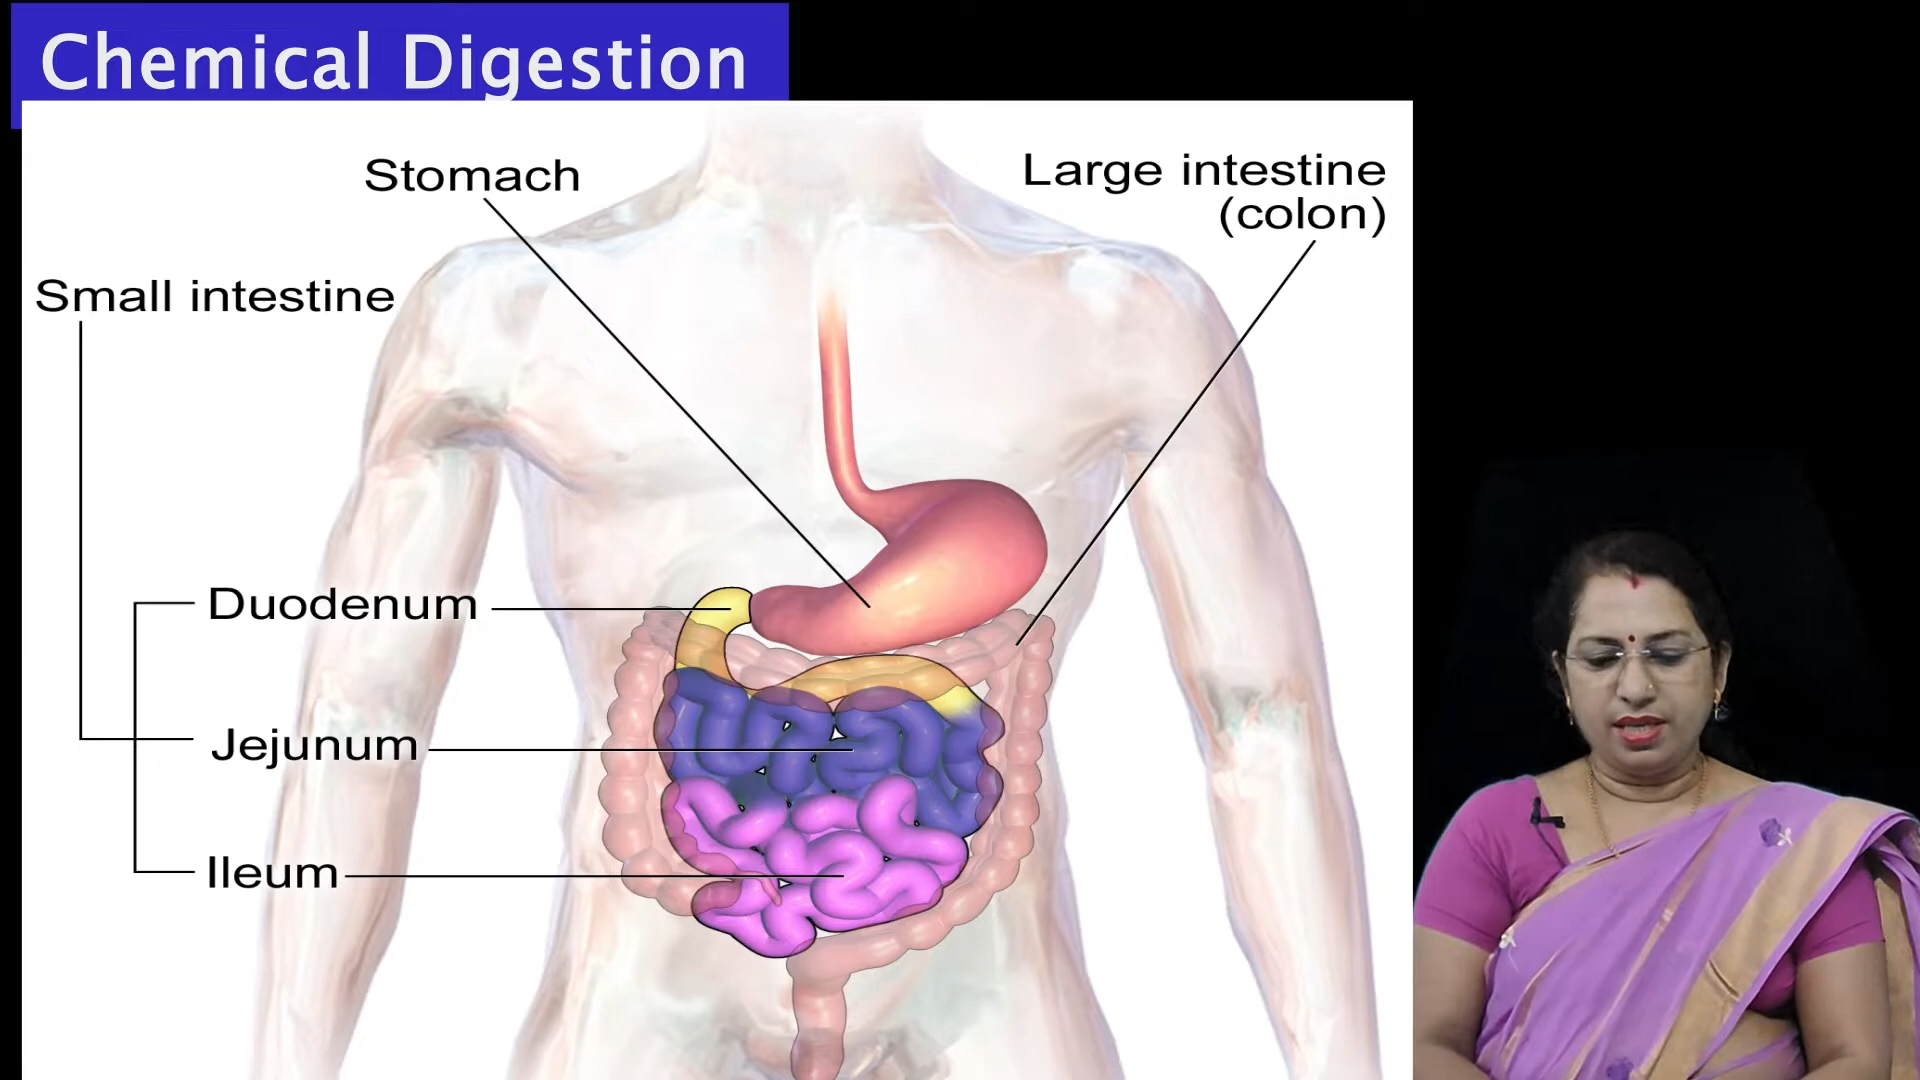 Chemical Digestion
Stomach
Large intestine
(colon)
Small intestine
Duodenum
Jejunum
Ileum